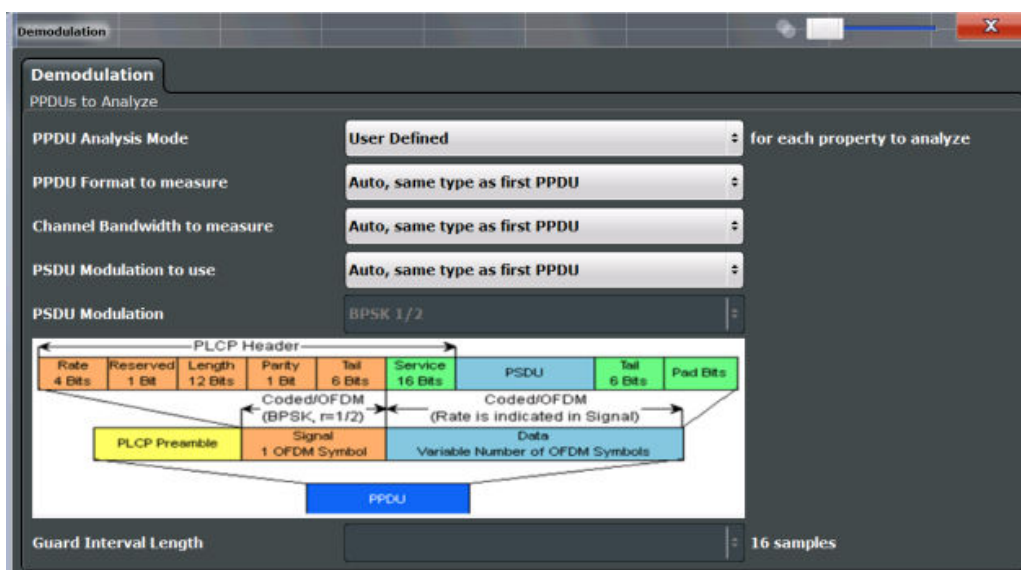 Demodulation
X
Demodulation
PPDUs to Analyze
PPDU Analysis Mode User Defined for each property to analyze
PPDU Format to measure Auto, same type as first PPDU
Channel Bandwidth to measure Auto, same type as first PPDU
PSDU Modulation to use Auto, same type as first PPDU
PSDU Modulation BPSK 1/2
PLCP Header
Rate Reserved Length Parity Tail Service PSDU Tail Pad Bits
4 Bits 1 Bit 12 Bits 1 Bit 6 Bits 16 Bits 6 Bits
Coded/OFDM Coded/OFDM
(BPSK, r=1/2) (Rate is indicated in Signal)
PLCP Preamble Signal Data
1 OFDM Symbol Variable Number of OFDM Symbols
PPDU
Guard Interval Length 16 samples